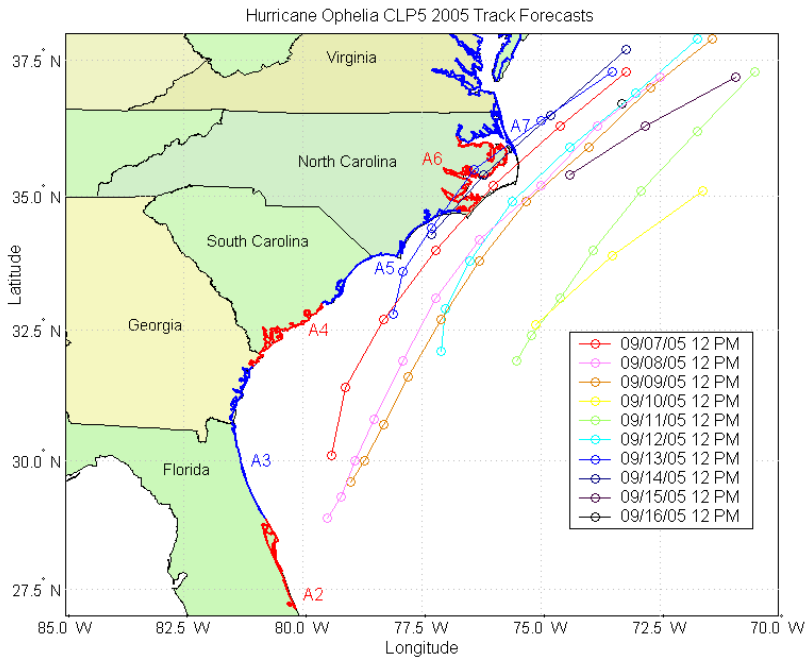 Hurricane Ophelia CLP5 2005 Track Forecasts
37.5° N
35.0° N
32.5° N
30.0° N
27.5° N
Latitude
Virginia
A7
North Carolina
A6
South Carolina
A5
Georgia
A4
Florida
A3
A2
09/07/05 12 PM
09/08/05 12 PM
09/09/05 12 PM
09/10/05 12 PM
09/11/05 12 PM
09/12/05 12 PM
09/13/05 12 PM
09/14/05 12 PM
09/15/05 12 PM
09/16/05 12 PM
85.0° W 82.5° W 80.0° W 77.5° W 75.0° W 72.5° W 70.0° W
Longitude